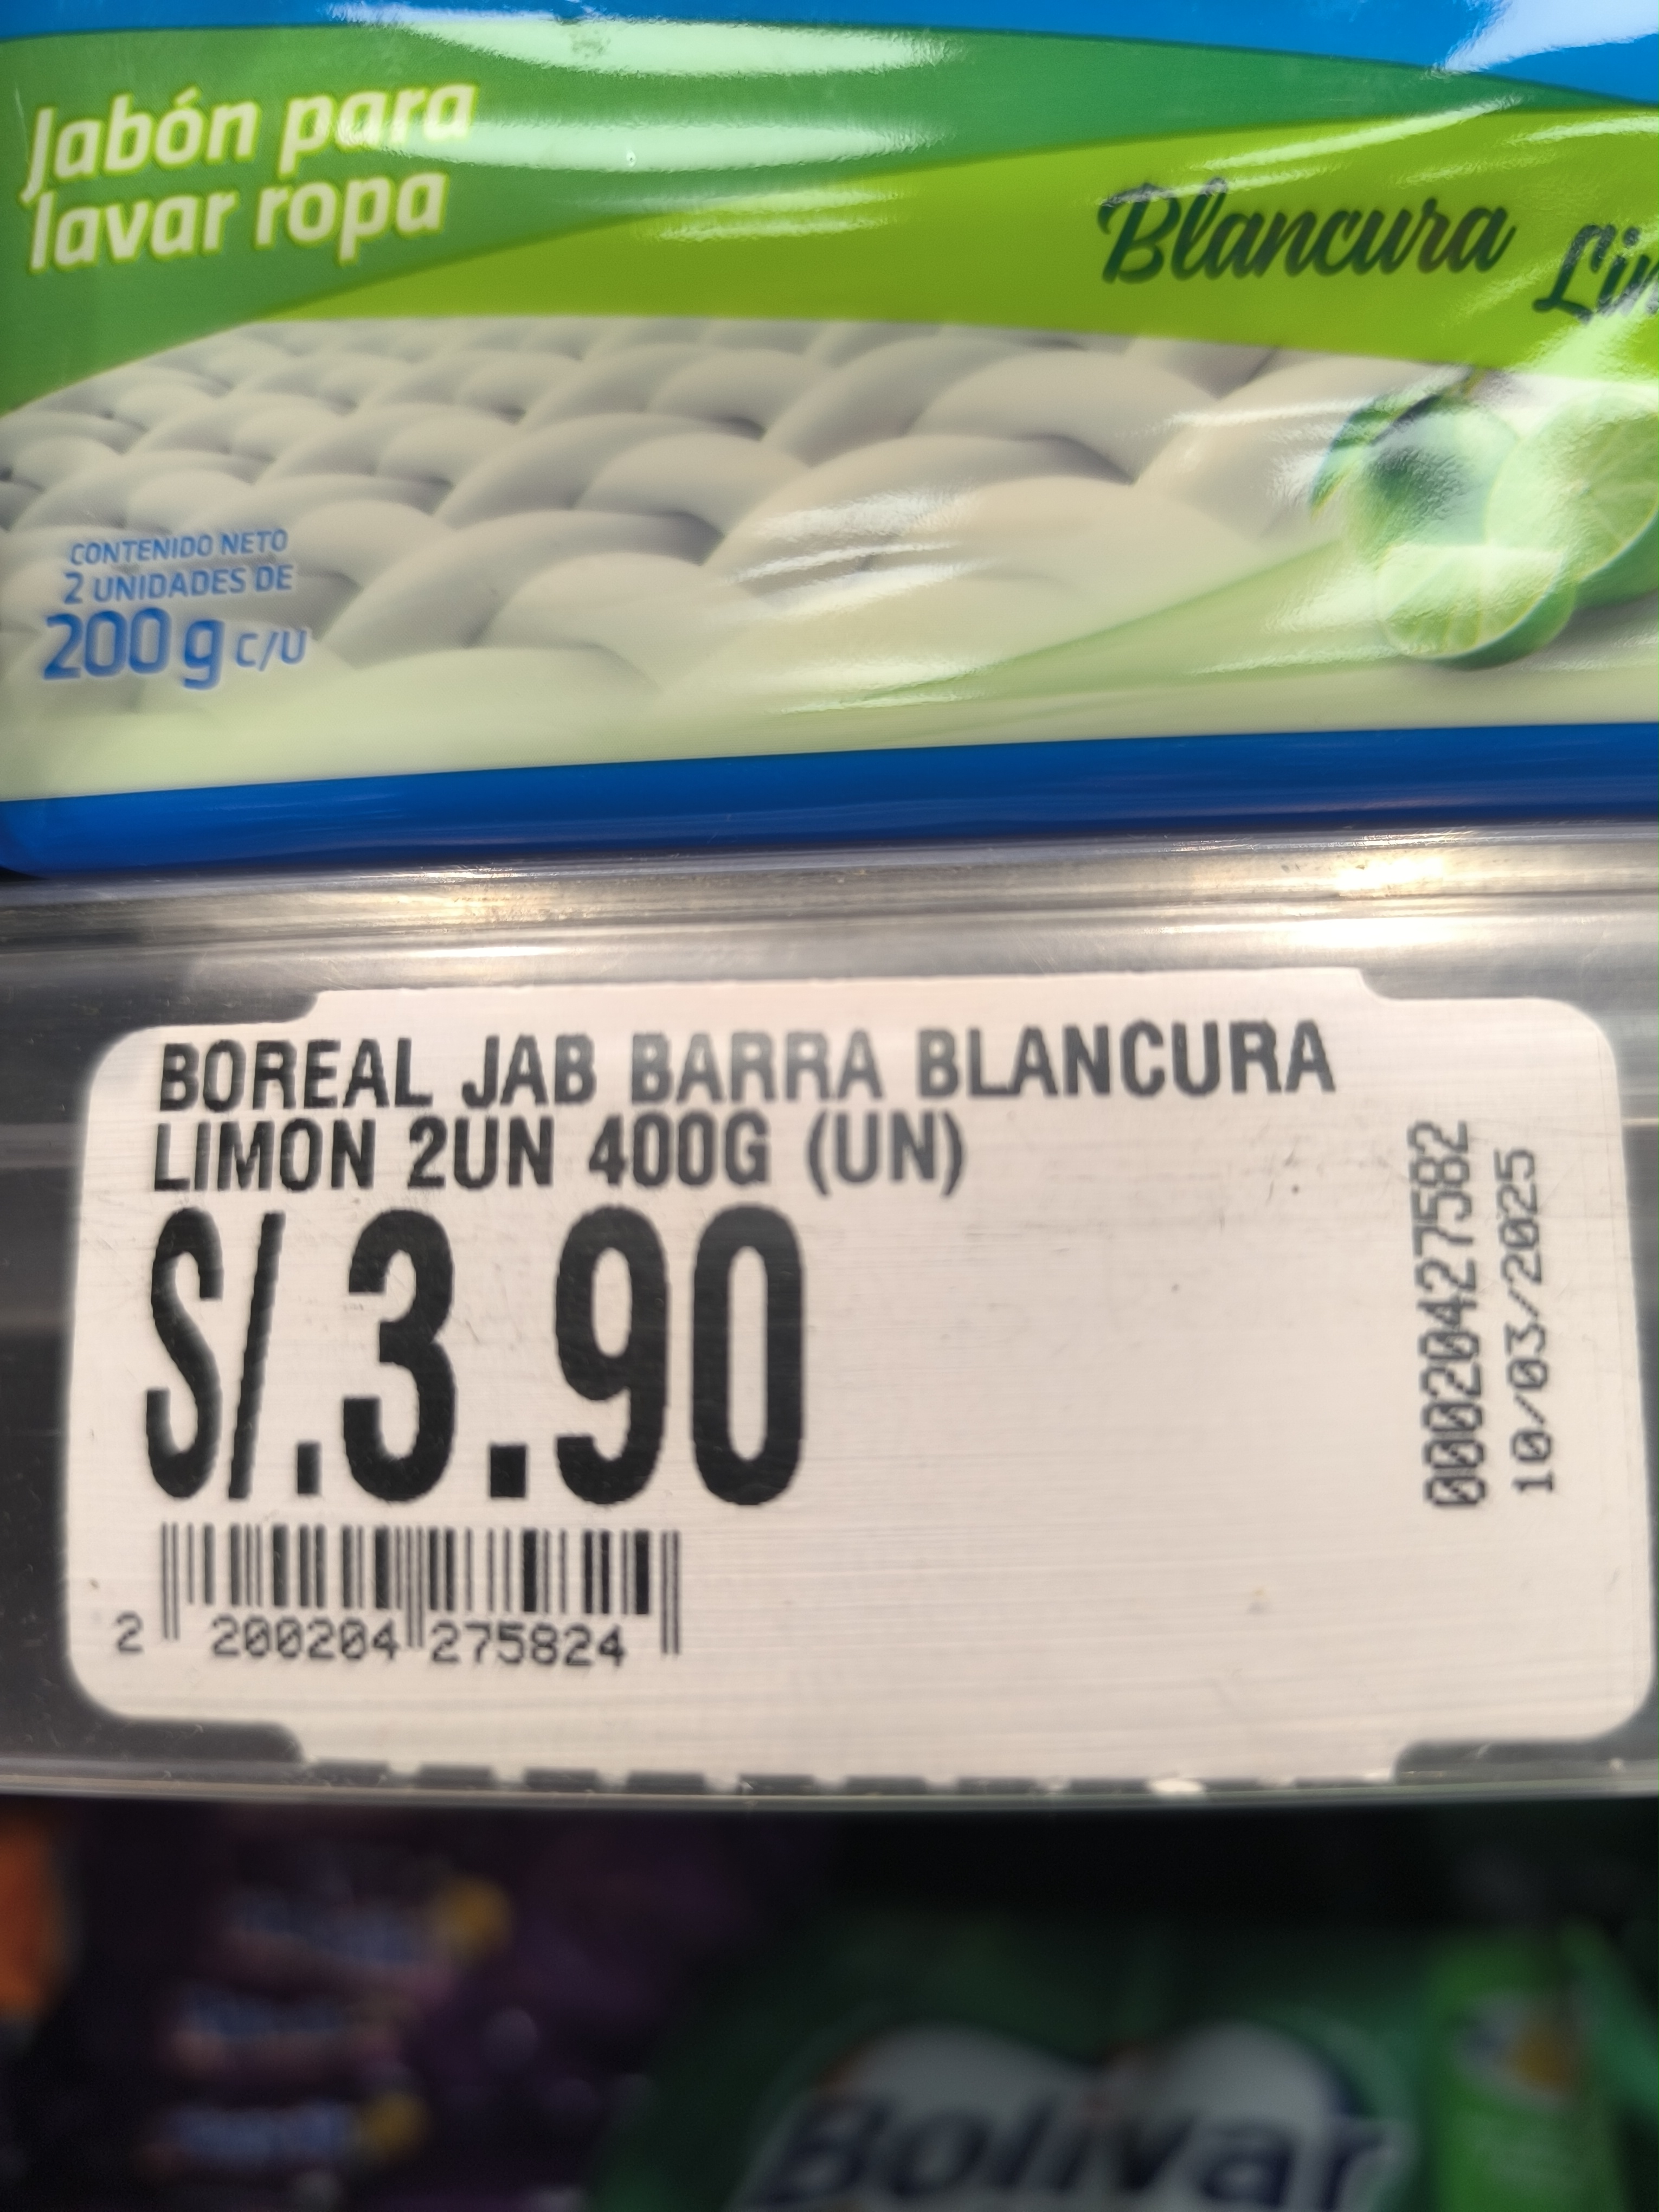 Jabón para
lavar ropa
Blancura
CONTENIDO NETO
2 UNIDADES DE
200 g C/U
BOREAL JAB BARRA BLANCURA
LIMON 2UN 400G (UN)
S/.3.90
2 200204 275824
00020427582
10/03/2025
Bolivar